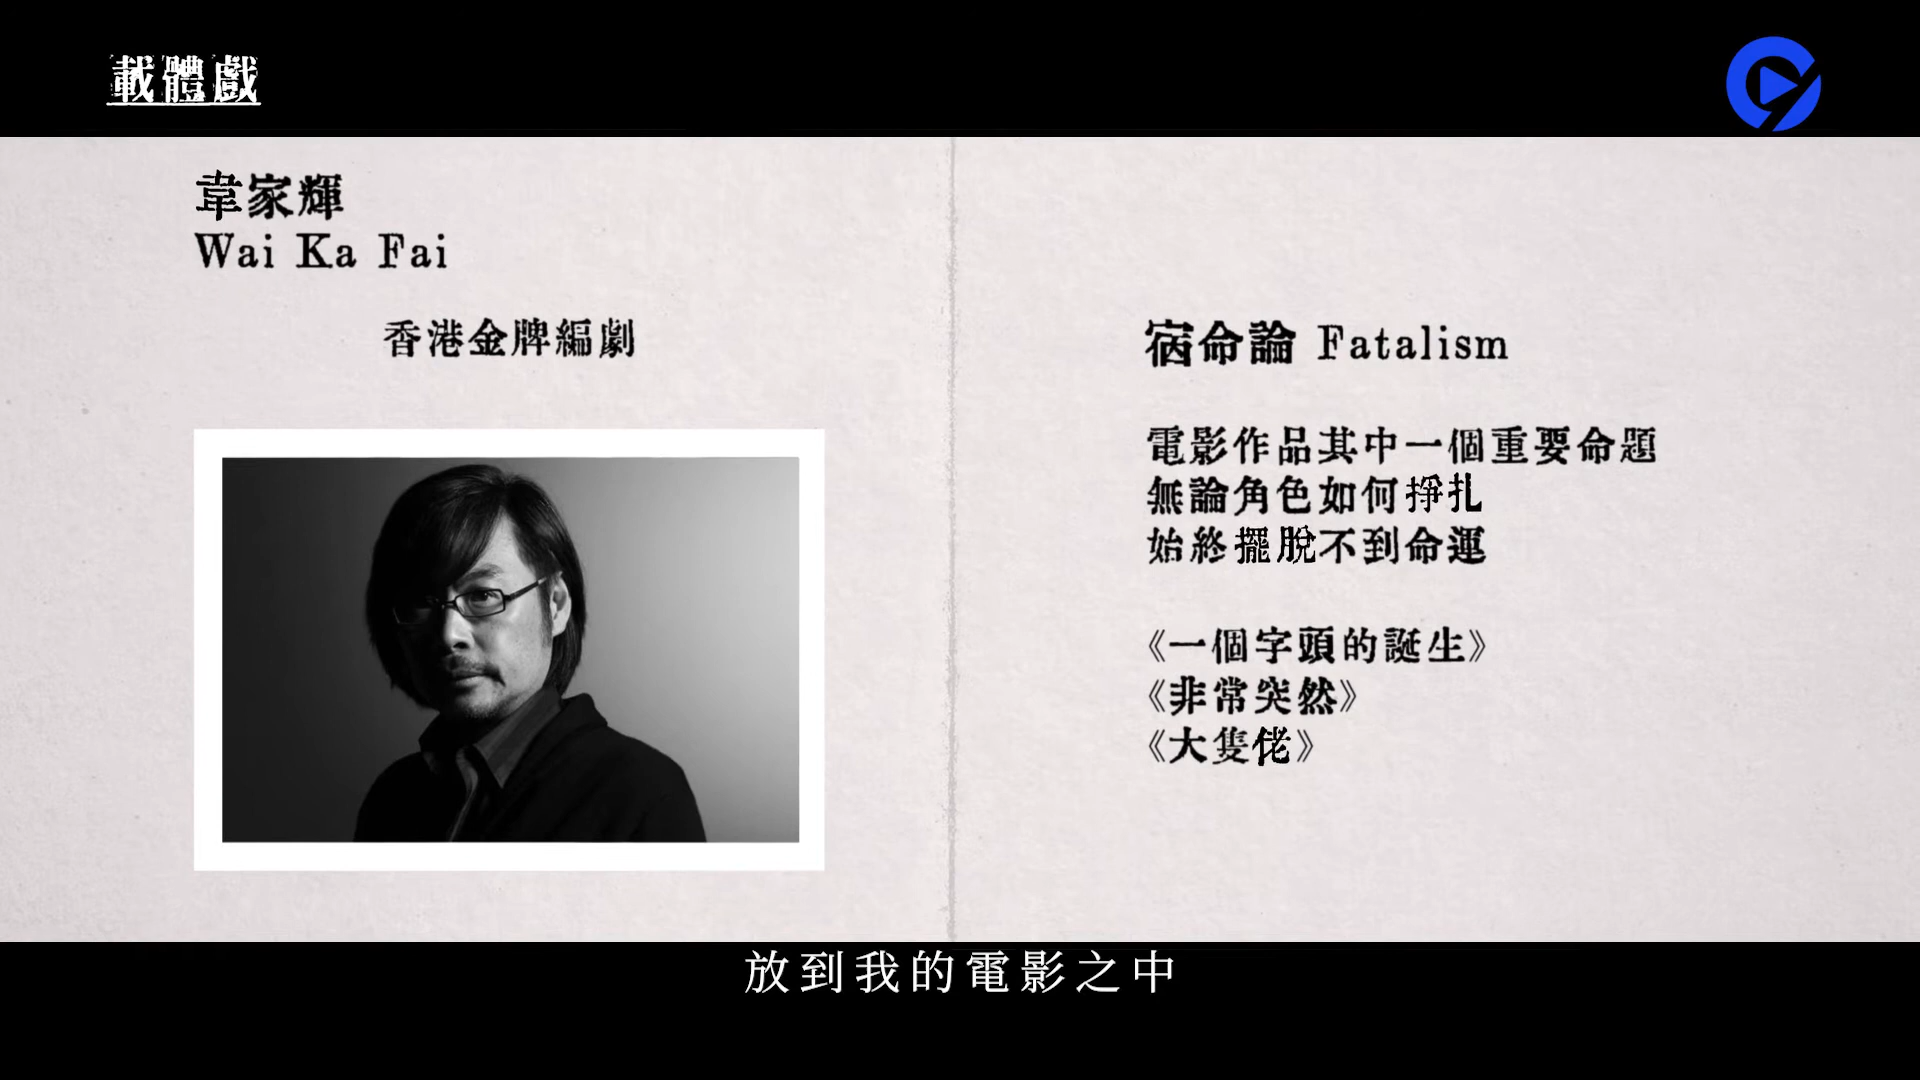 載體戲
韋家輝
Wai Ka Fai
香港金牌編劇
宿命論 Fatalism
電影作品其中一個重要命題
無論角色如何掙扎
始終擺脫不到命運
《一個字頭的誕生》
《非常突然》
《大隻佬》
放到我的電影之中